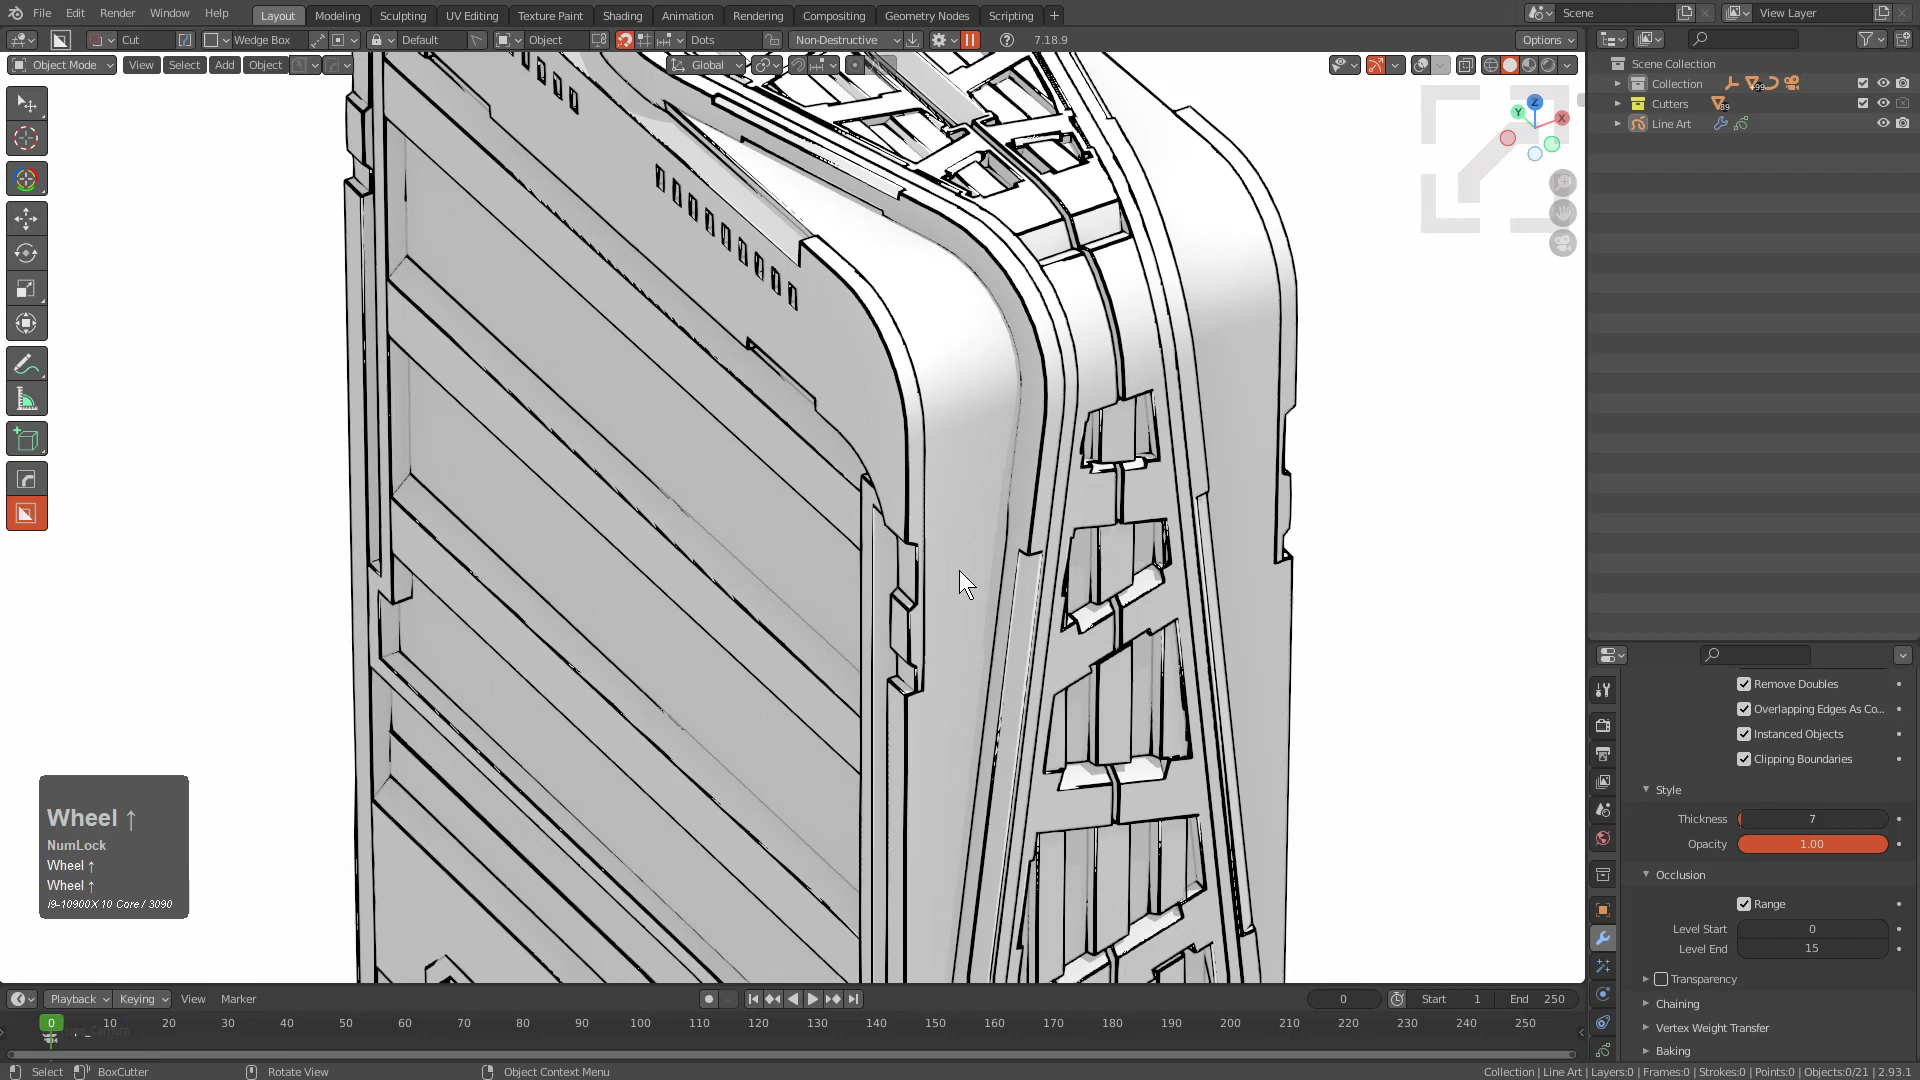 File Edit Render Window Help Layout Modeling Sculpting UV Editing Texture Paint Shading Animation Rendering Compositing Geometry Nodes Scripting + Scene View Layer
Cut Wedge Box Default Object Dots Non-Destructive 7.18.9 Options
Object Mode View Select Add Object Global
Scene Collection
Collection 99
Cutters 89
Line Art
Z
Y
X
Remove Doubles
Overlapping Edges As Co...
Instanced Objects
Clipping Boundaries
Style
Thickness 7
Opacity 1.00
Occlusion
Range
Level Start 0
Level End 15
Transparency
Chaining
Vertex Weight Transfer
Baking
Wheel ↑
NumLock
Wheel ↑
Wheel ↑
i9-10900X 10 Core / 3090
Playback Keying View Marker 0 Start 1 End 250
0 10 20 30 40 50 60 70 80 90 100 110 120 130 140 150 160 170 180 190 200 210 220 230 240 250
Select BoxCutter Rotate View Object Context Menu Collection | Line Art | Layers:0 | Frames:0 | Strokes:0 | Points:0 | Objects:0/21 | 2.93.1